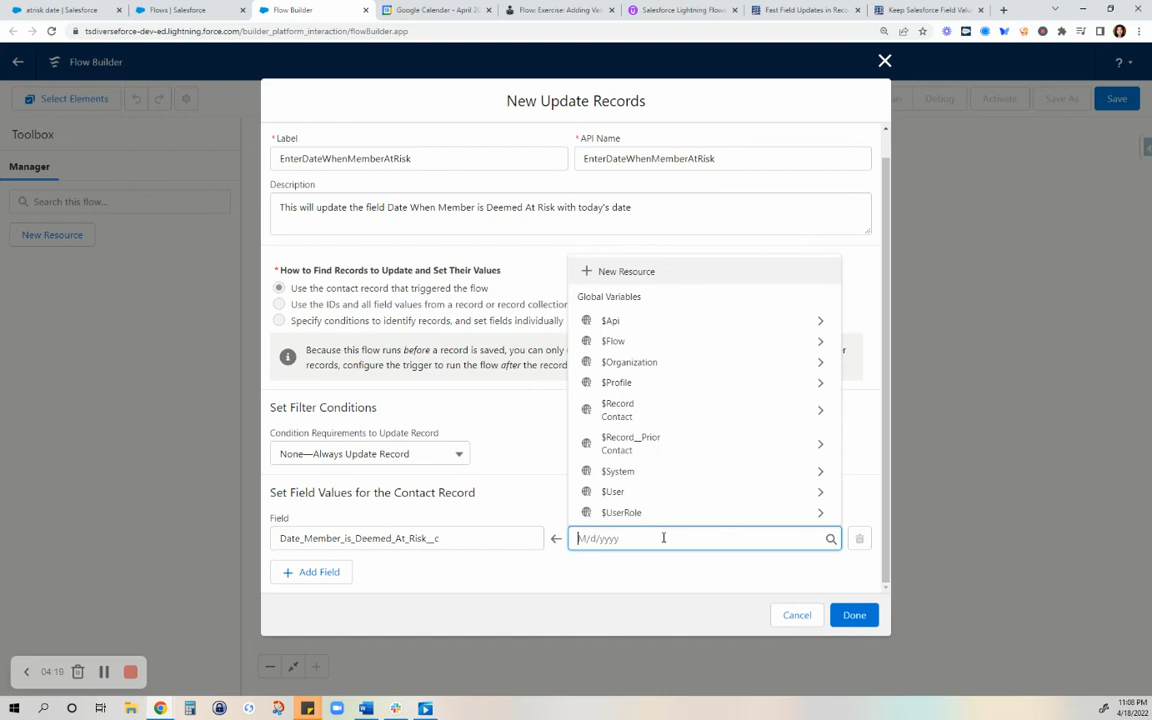 atrisk date | Salesforce
Flows | Salesforce
Flow Builder
Google Calendar - April 20
Flow: Exercise: Adding Var
Salesforce Lightning Flow
Fast Field Updates in Reco
Keep Salesforce Field Valu
tsdiverseforce-dev-ed.lightning.force.com/builder_platform_interaction/flowBuilder.app
Flow Builder
?
Select Elements
Debug
Activate
Save As
Save
New Update Records
Toolbox
Manager
Search this flow...
New Resource
* Label
* API Name
EnterDateWhenMemberAtRisk
EnterDateWhenMemberAtRisk
Description
This will update the field Date When Member is Deemed At Risk with today's date
* How to Find Records to Update and Set Their Values
Use the contact record that triggered the flow
Use the IDs and all field values from a record or record collection
Specify conditions to identify records, and set fields individually
Because this flow runs before a record is saved, you can only
records, configure the trigger to run the flow after the record
New Resource
Global Variables
$Api
$Flow
$Organization
$Profile
$Record
Contact
$Record__Prior
Contact
$System
$User
$UserRole
Set Filter Conditions
Condition Requirements to Update Record
None—Always Update Record
Set Field Values for the Contact Record
Field
Date_Member_is_Deemed_At_Risk__c
M/d/yyyy
Add Field
Cancel
Done
04:19
11:08 PM
4/18/2022